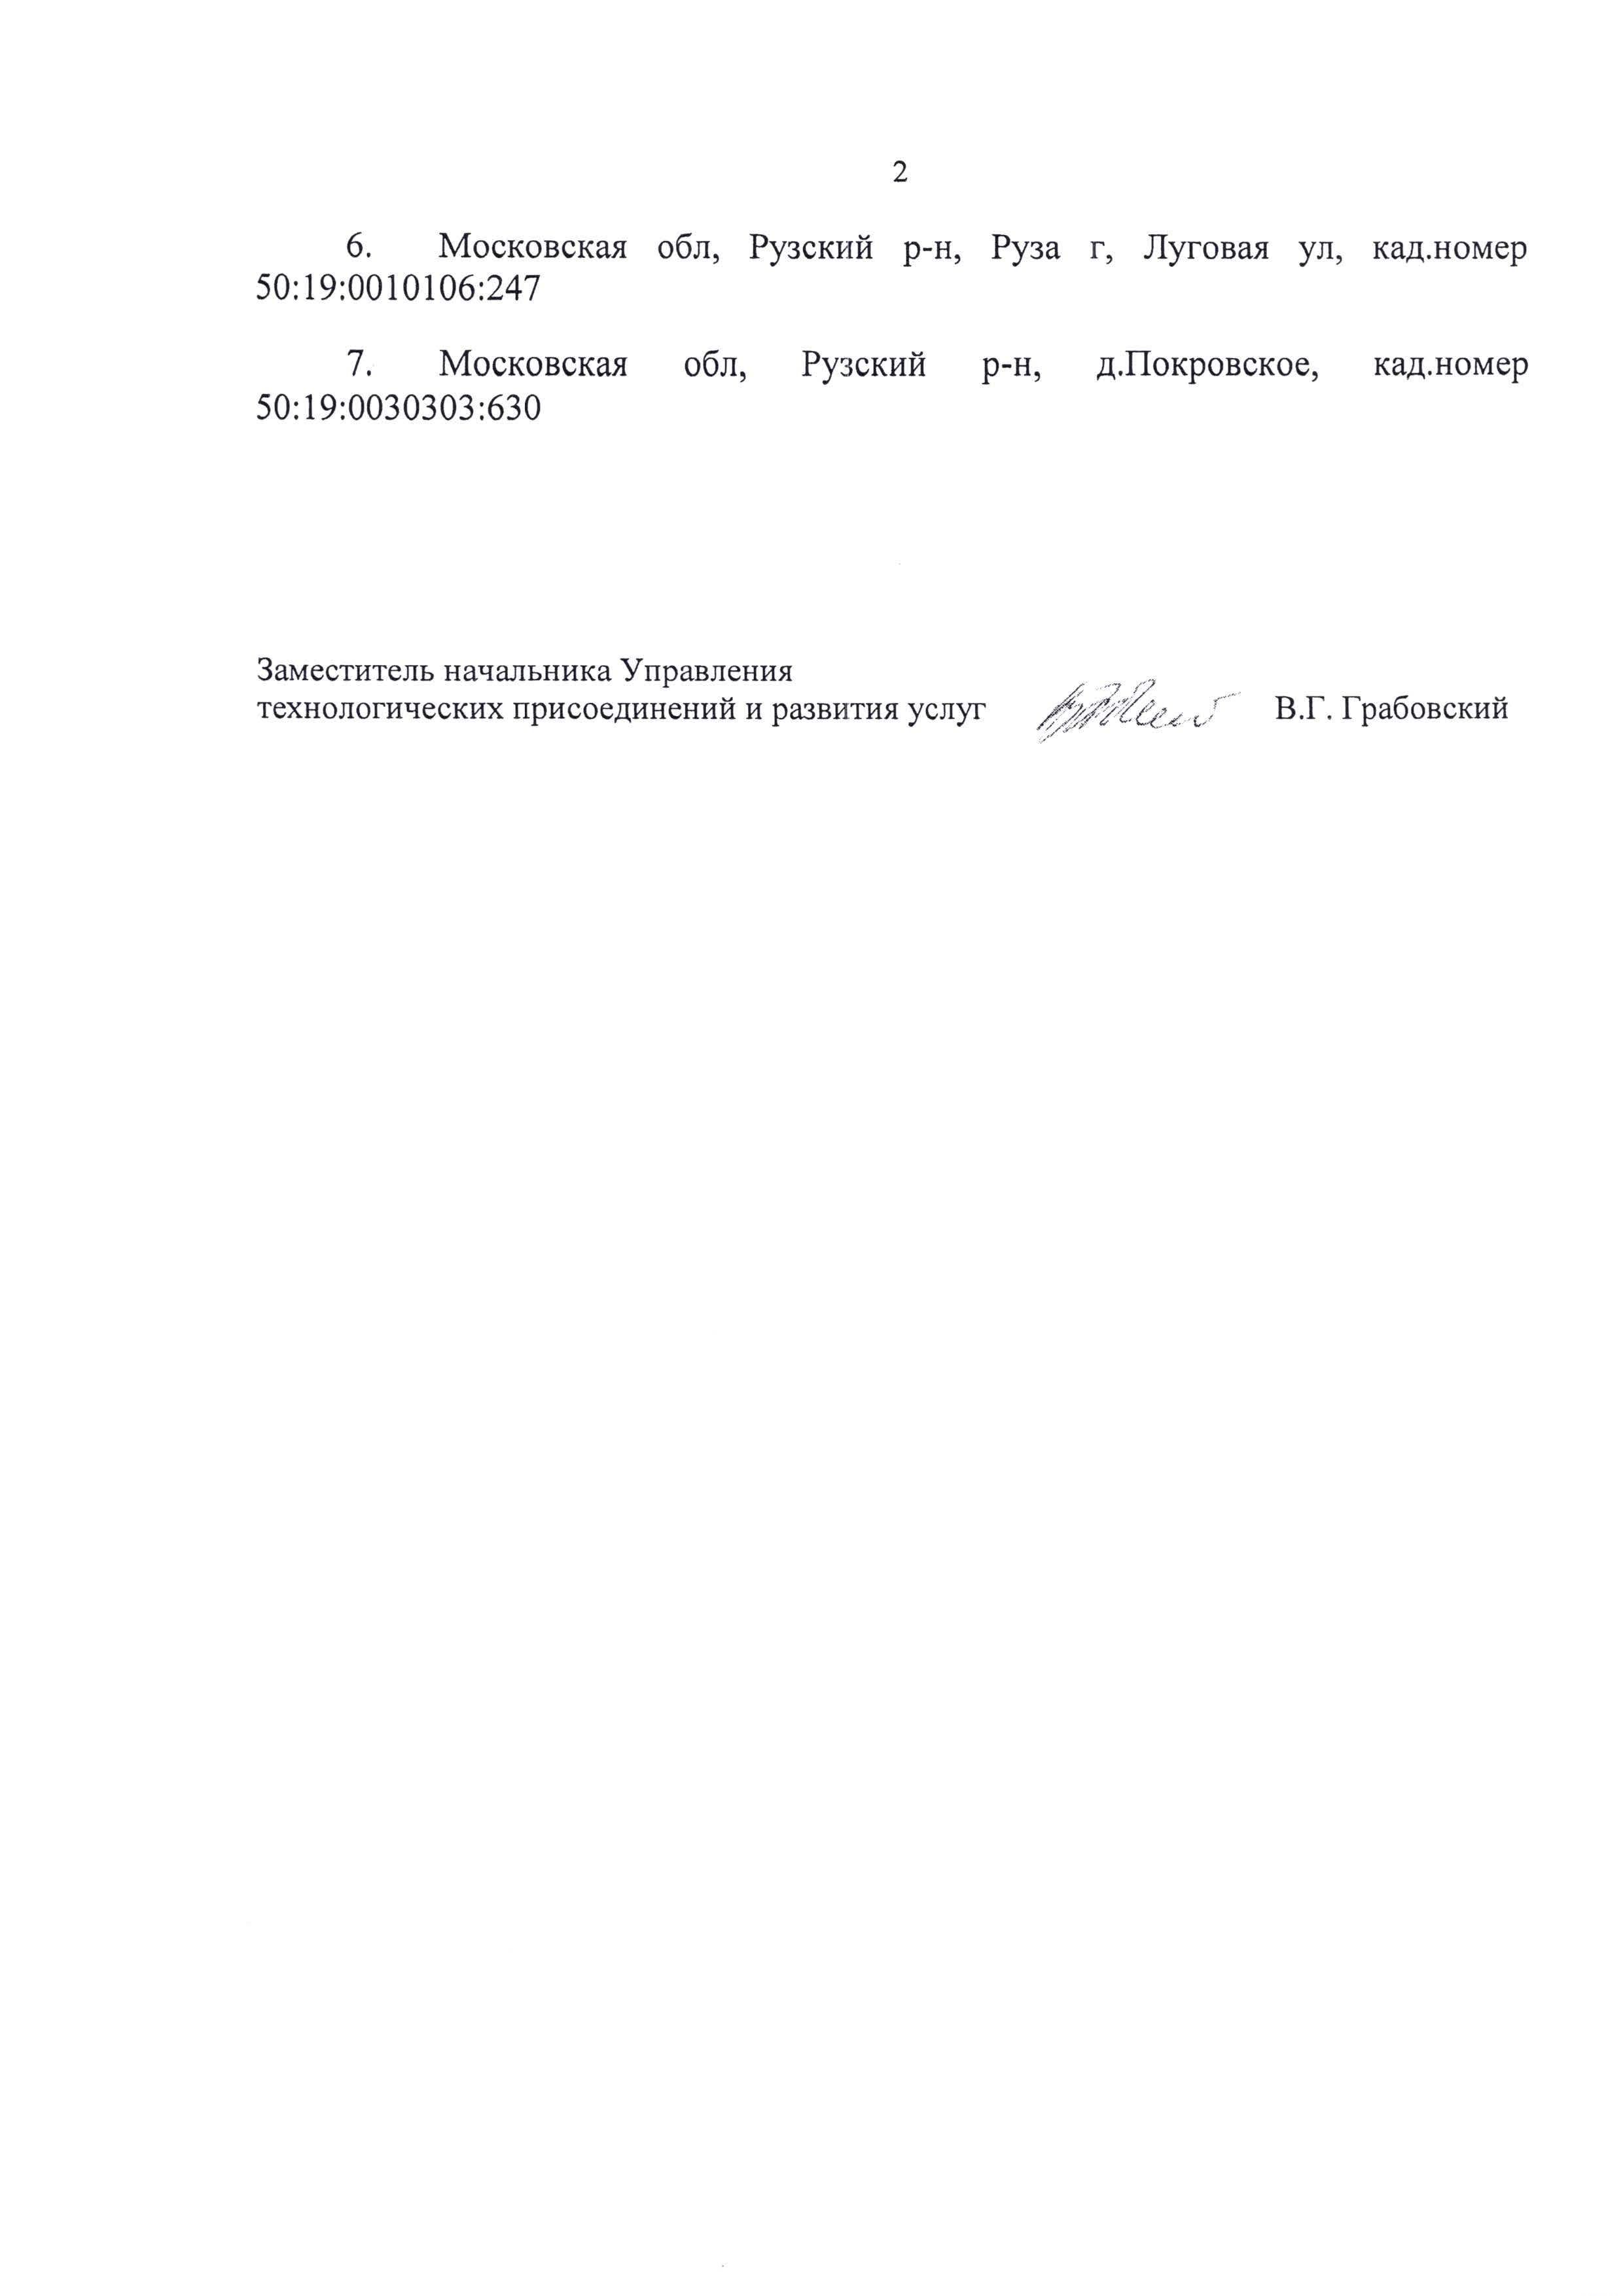 2
6. Московская обл, Рузский р-н, Руза г, Луговая ул, кад.номер
50:19:0010106:247
7. Московская обл, Рузский р-н, д.Покровское, кад.номер
50:19:0030303:630
Заместитель начальника Управления
технологических присоединений и развития услуг В.Г. Грабовский